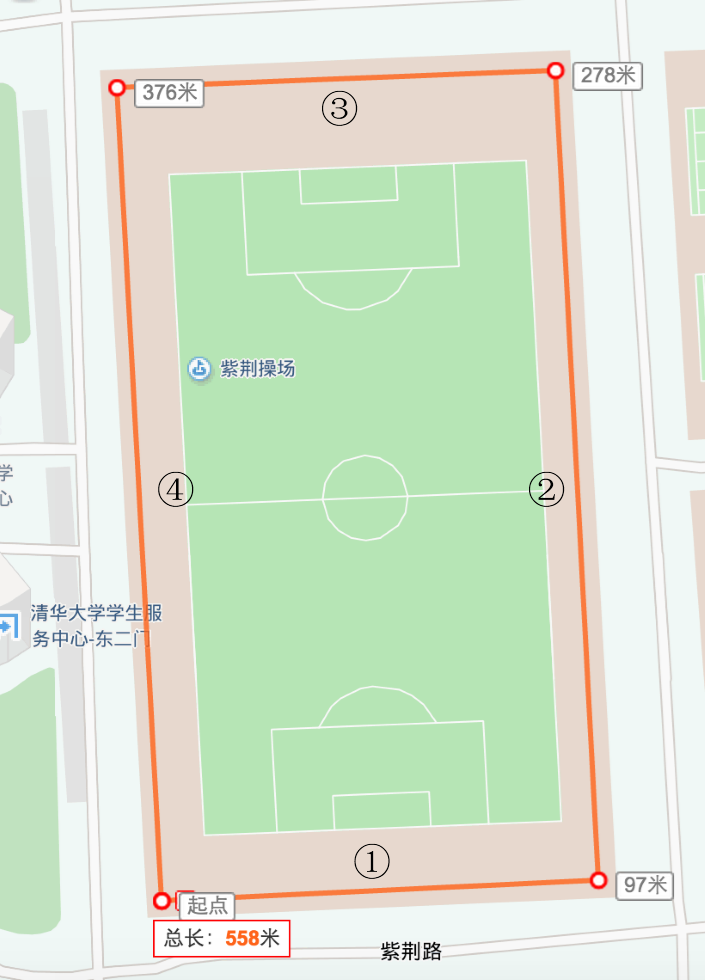 376米
278米
③
紫荆操场
④
②
学
心
清华大学学生服
务中心-东二门
①
97米
起点
总长：558米
紫荆路